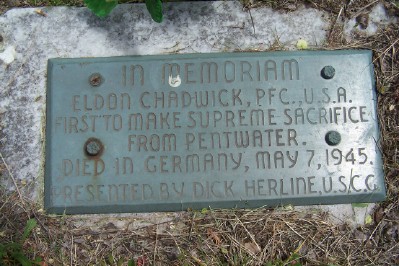 IN MEMORIAM
ELDON CHADWICK, PFC., U.S.A.
FIRST TO MAKE SUPREME SACRIFICE
FROM PENTWATER.
DIED IN GERMANY, MAY 7, 1945.
PRESENTED BY DICK HERLINE, U.S.C.G.